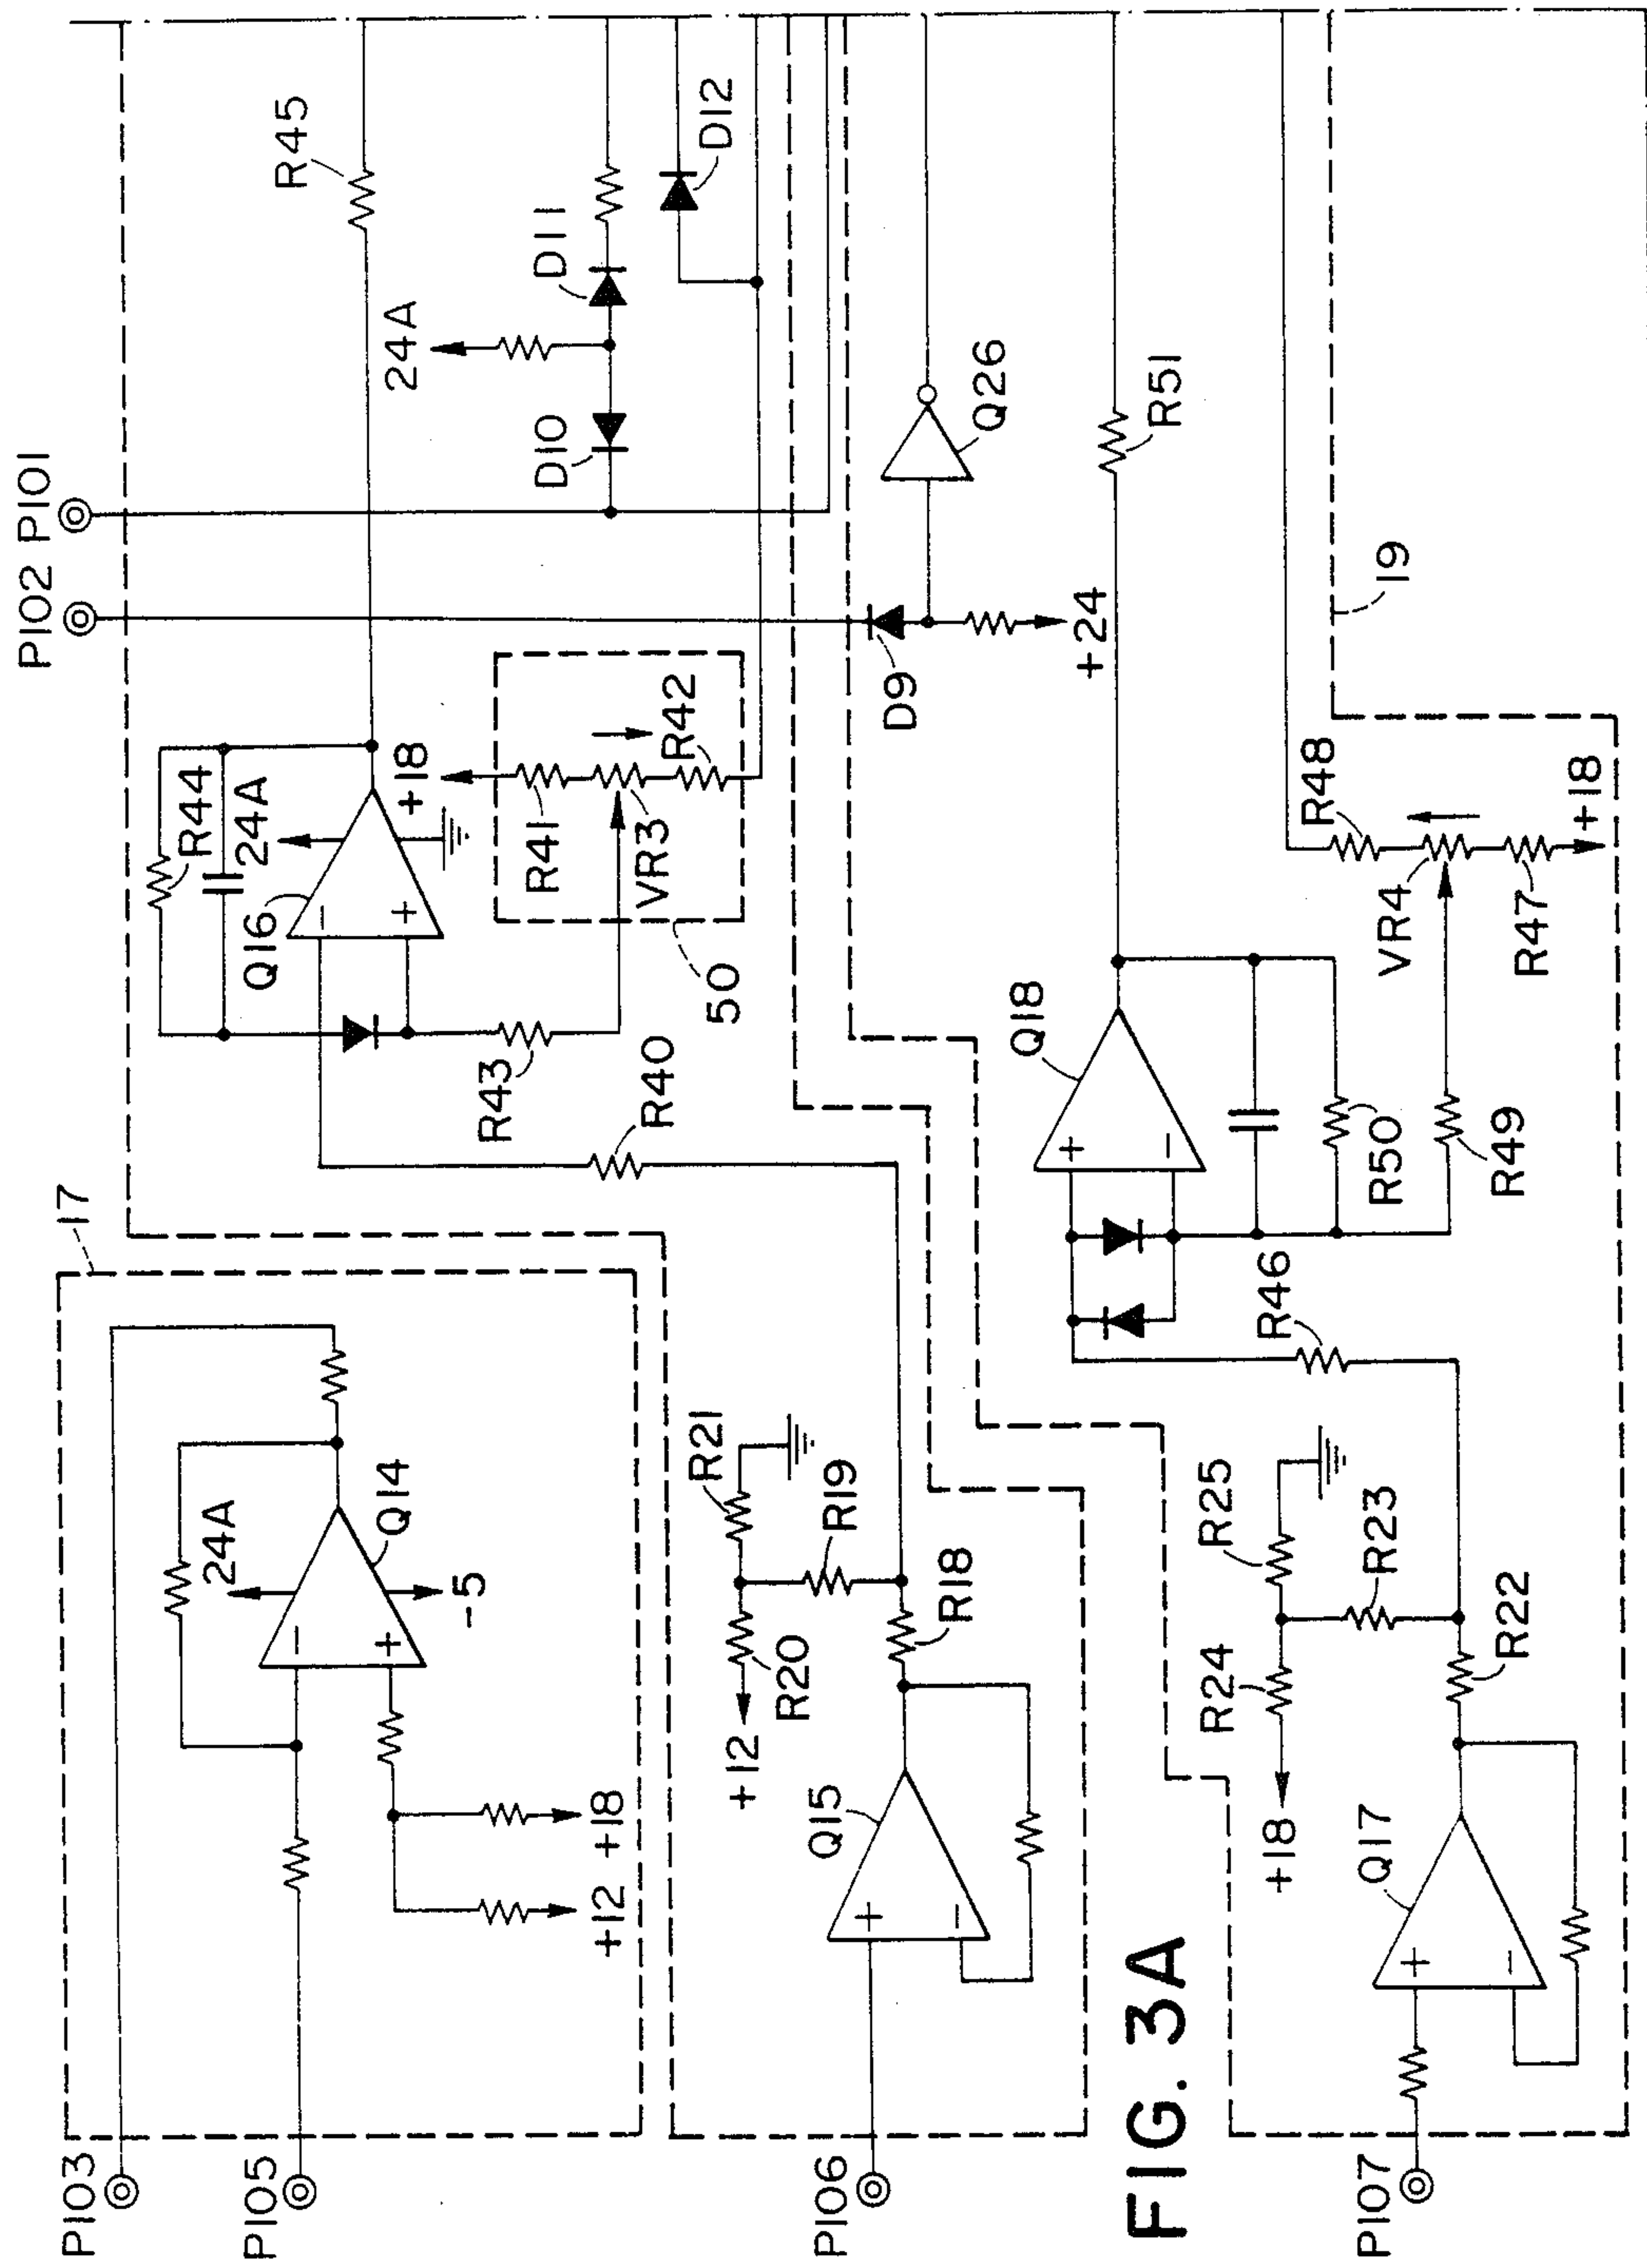 P103
P105
17
24A
Q14
-5
+12
+18
P106
Q15
+12
R20
R21
R19
R18
R40
R43
Q16
R44
24A
+18
R41
VR3
R42
50
P102
P101
R45
D10
D11
24A
D12
D9
+24
Q26
P107
Q17
+18
R24
R25
R23
R22
R46
Q18
R50
R49
R51
VR4
R48
R47
+18
19
FIG. 3A